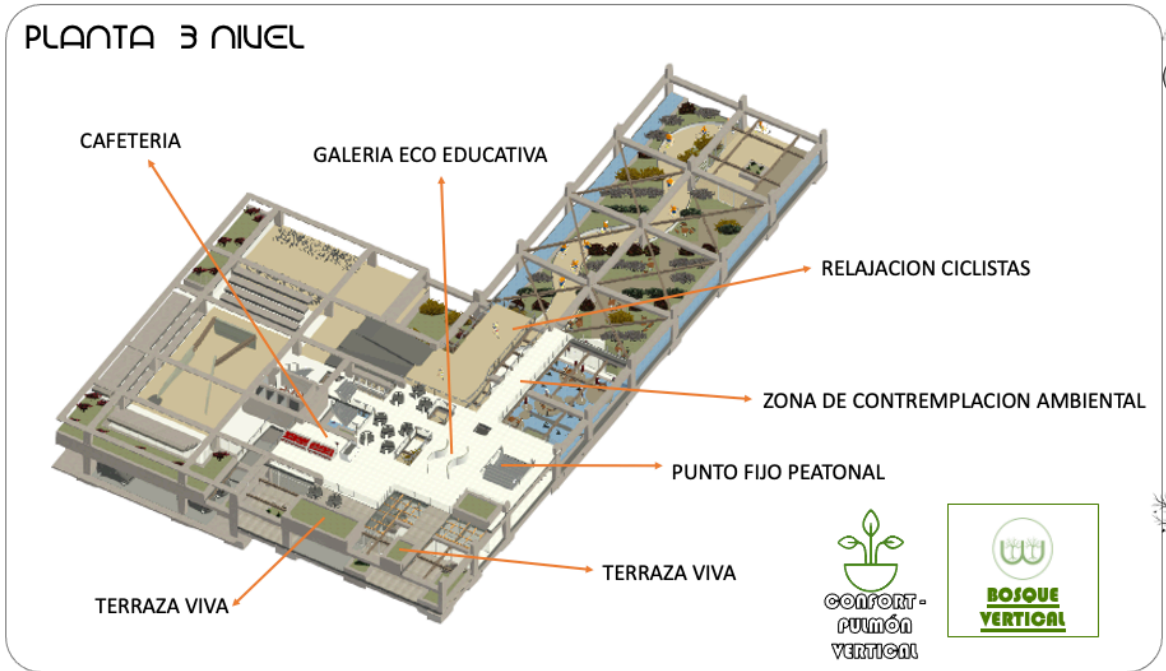 PLANTA 3 NIVEL
CAFETERIA
GALERIA ECO EDUCATIVA
RELAJACION CICLISTAS
ZONA DE CONTREMPLACION AMBIENTAL
PUNTO FIJO PEATONAL
TERRAZA VIVA
TERRAZA VIVA
CONFORT -
PULMÓN
VERTICAL
BOSQUE
VERTICAL